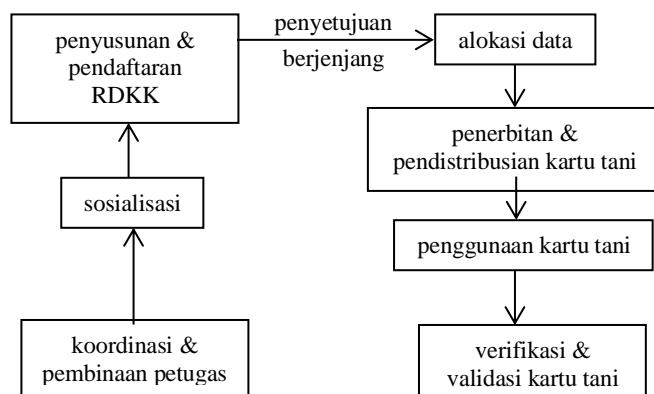 penyusunan &
pendaftaran
RDKK
penyetujuan
berjenjang
alokasi data
penerbitan &
pendistribusian kartu tani
sosialisasi
penggunaan kartu tani
koordinasi &
pembinaan petugas
verifikasi &
validasi kartu tani